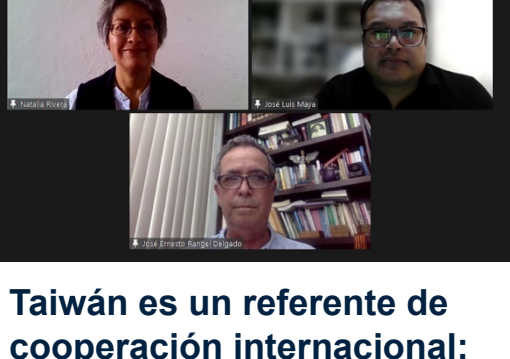 Natalia Rivera
José Luis Maya
José Ernesto Rangel Delgado
Taiwán es un referente de
cooperación internacional: